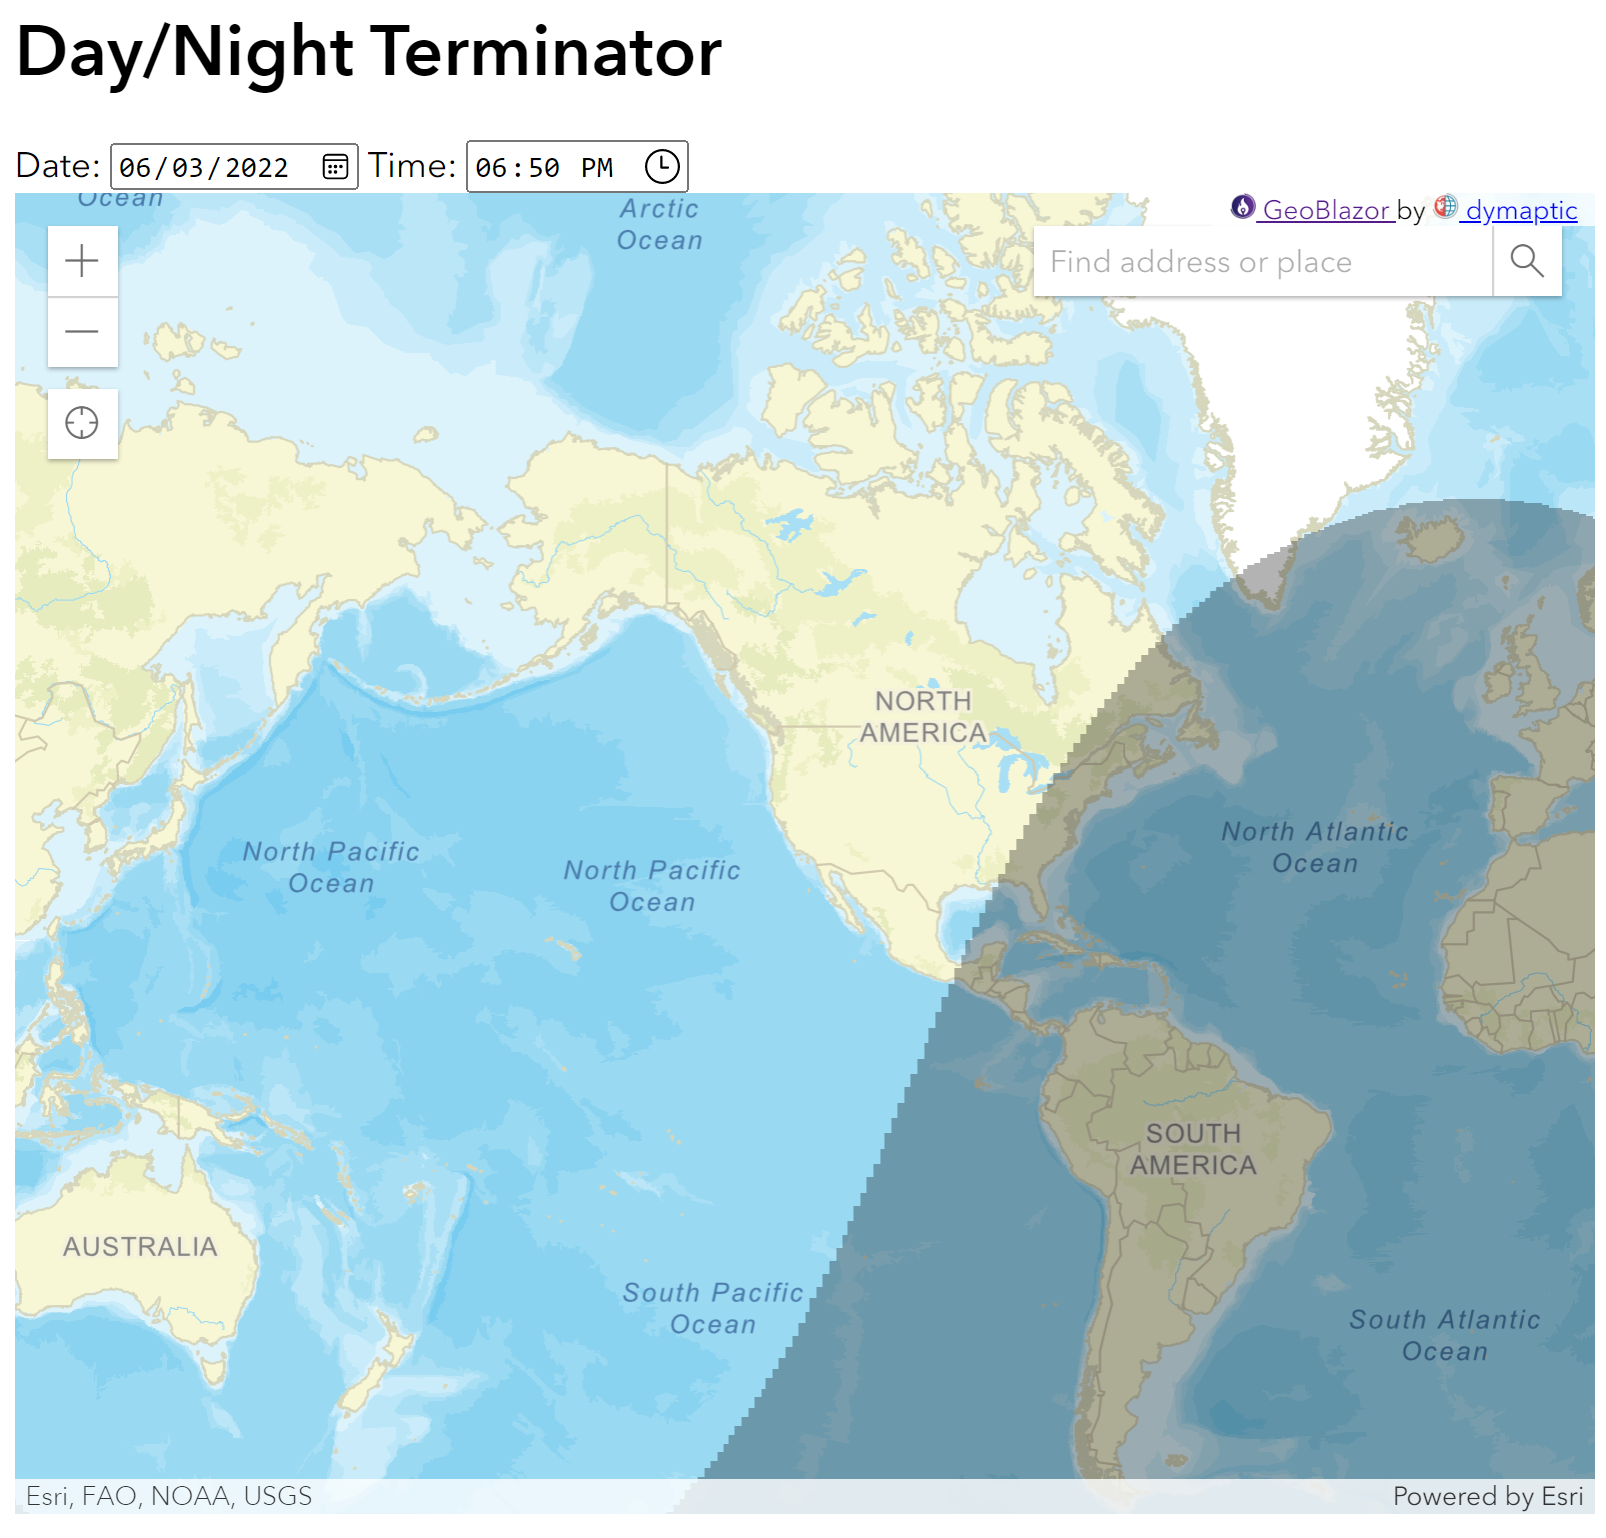 Day/Night Terminator
Date: 06/03/2022 Time: 06:50 PM
Ocean
Arctic
Ocean
GeoBlazor by dymaptic
Find address or place
NORTH
AMERICA
North Pacific
Ocean
North Pacific
Ocean
North Atlantic
Ocean
SOUTH
AMERICA
AUSTRALIA
South Pacific
Ocean
South Atlantic
Ocean
Esri, FAO, NOAA, USGS
Powered by Esri